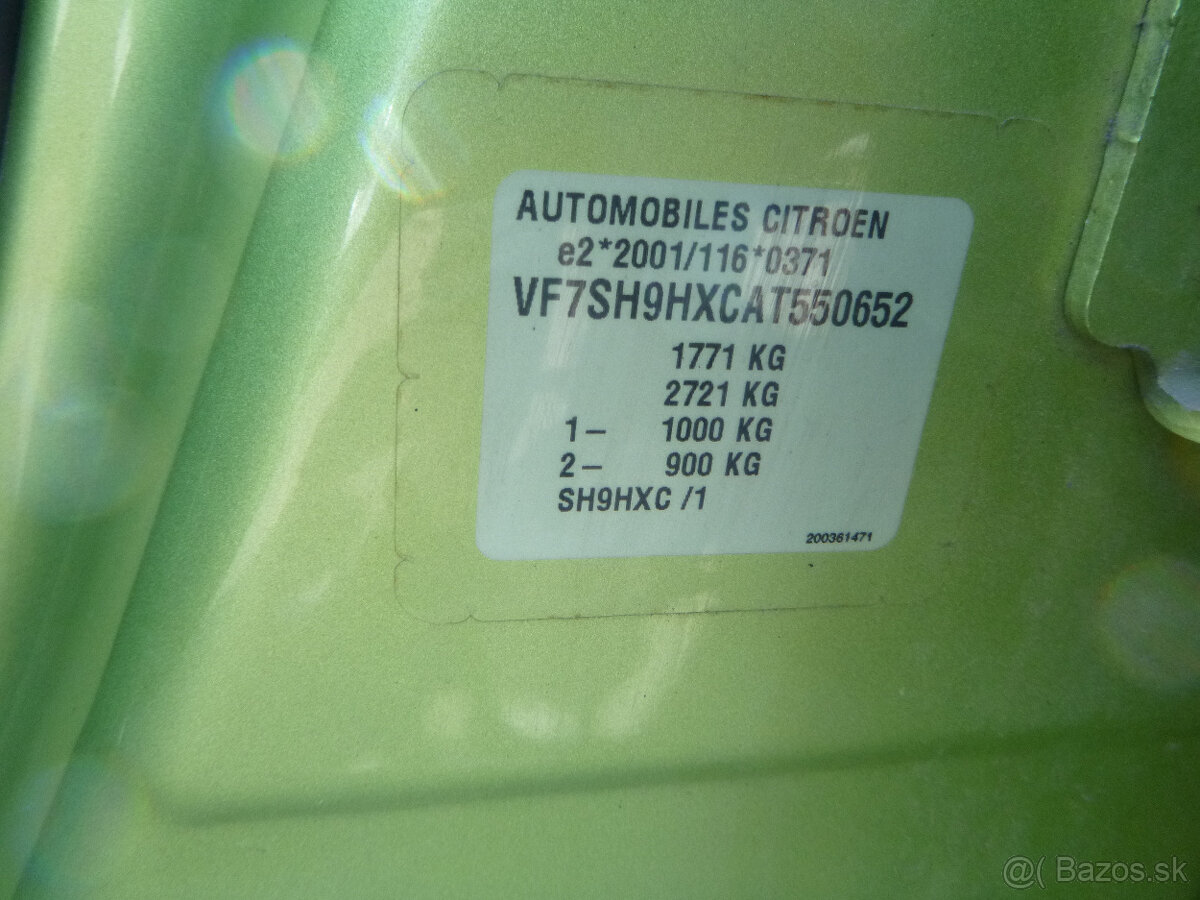 AUTOMOBILES CITROEN
e2*2001/116*0371
VF7SH9HXCAT550652
1771 KG
2721 KG
1– 1000 KG
2– 900 KG
SH9HXC /1
200361471
@( Bazos.sk